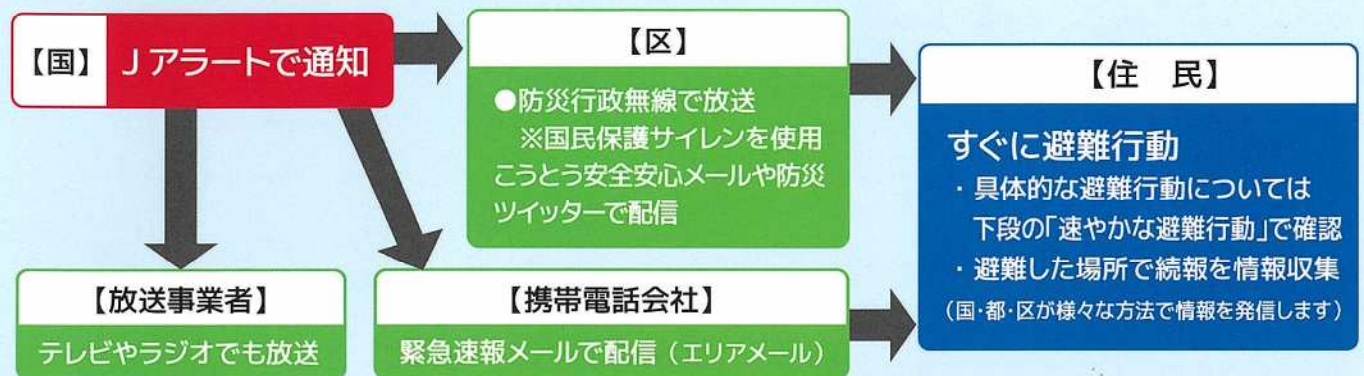 【国】 Jアラートで通知
【区】
●防災行政無線で放送
※国民保護サイレンを使用
こうとう安全安心メールや防災
ツイッターで配信
【放送事業者】
テレビやラジオでも放送
【携帯電話会社】
緊急速報メールで配信（エリアメール）
【住　民】
すぐに避難行動
・具体的な避難行動については
下段の「速やかな避難行動」で確認
・避難した場所で続報を情報収集
（国・都・区が様々な方法で情報を発信します）